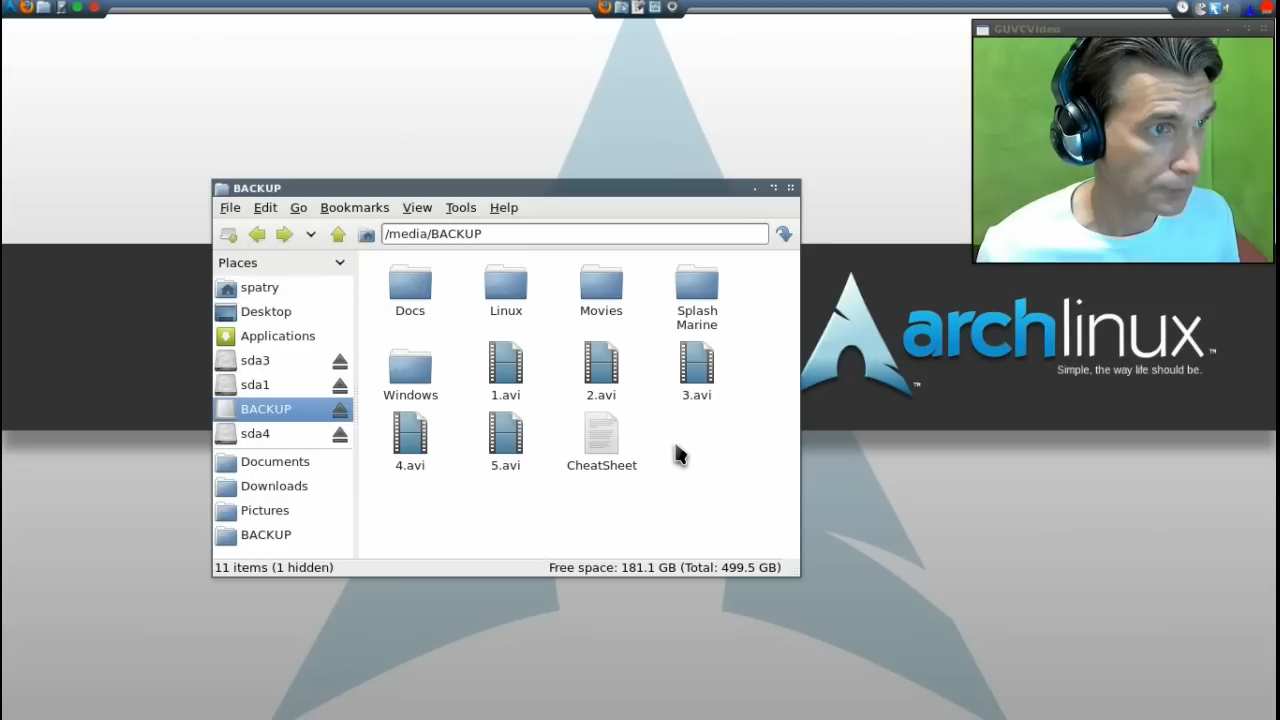 GUVCVideo
BACKUP
File Edit Go Bookmarks View Tools Help
/media/BACKUP
Places
spatry
Desktop
Applications
sda3
sda1
BACKUP
sda4
Documents
Downloads
Pictures
BACKUP
Docs
Linux
Movies
Splash
Marine
Windows
1.avi
2.avi
3.avi
4.avi
5.avi
CheatSheet
11 items (1 hidden)
Free space: 181.1 GB (Total: 499.5 GB)
archlinux™
Simple, the way life should be.
™